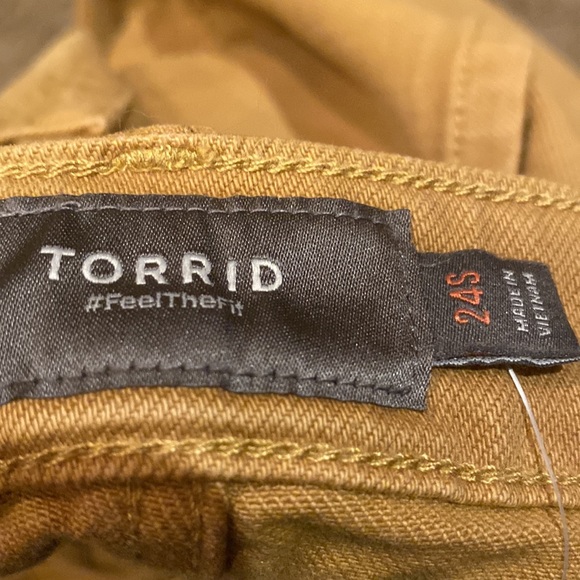 TORRID
#FeelTheFit
24S
MADE IN
VIETNAM